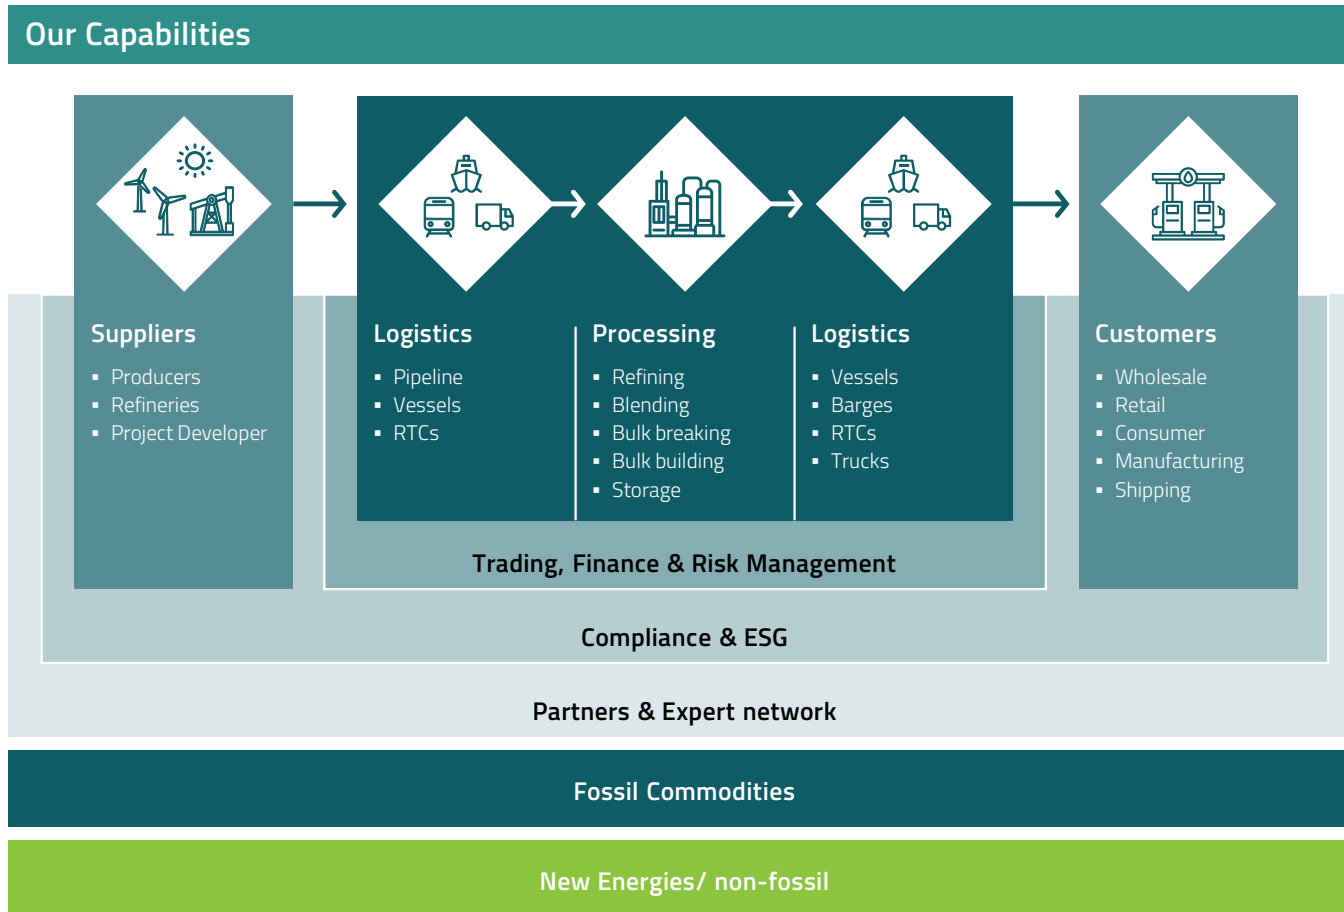 Our Capabilities
Suppliers
▪ Producers
▪ Refineries
▪ Project Developer
Logistics
▪ Pipeline
▪ Vessels
▪ RTCs
Processing
▪ Refining
▪ Blending
▪ Bulk breaking
▪ Bulk building
▪ Storage
Logistics
▪ Vessels
▪ Barges
▪ RTCs
▪ Trucks
Customers
▪ Wholesale
▪ Retail
▪ Consumer
▪ Manufacturing
▪ Shipping
Trading, Finance & Risk Management
Compliance & ESG
Partners & Expert network
Fossil Commodities
New Energies/ non-fossil